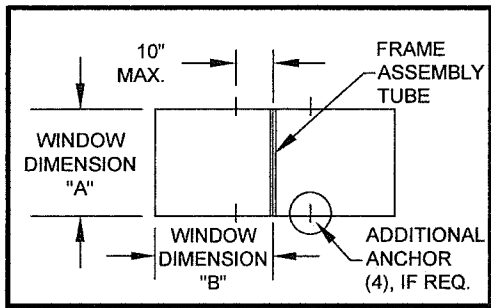 10"
MAX.
FRAME
ASSEMBLY
TUBE
WINDOW
DIMENSION
"A"
WINDOW
DIMENSION
"B"
ADDITIONAL
ANCHOR
(4), IF REQ.